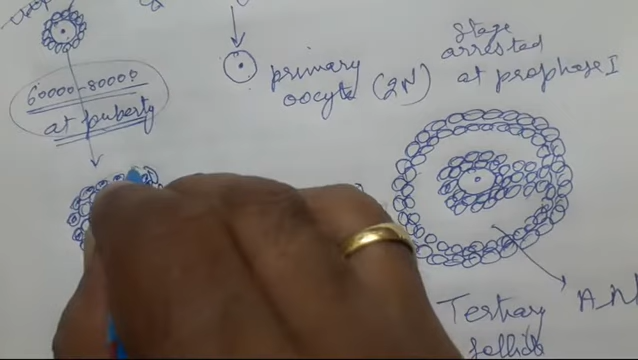 60000-80000
at puberty
primary
oocyte (2N)
stage
arrested
at prophase I
Tertiary
follicle